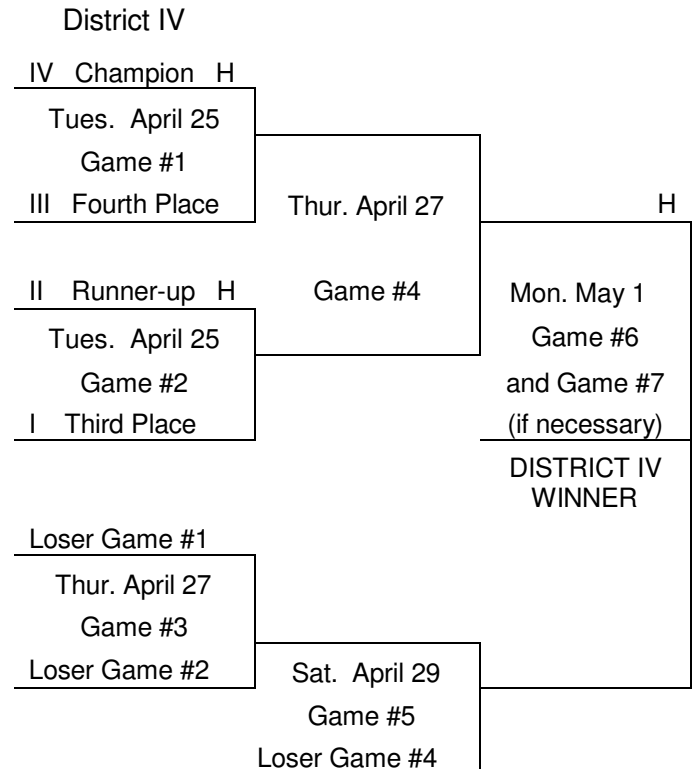 District IV
IV Champion H
Tues. April 25
Game #1
III Fourth Place
Thur. April 27
H
II Runner-up H
Game #4
Mon. May 1
Tues. April 25
Game #6
Game #2
and Game #7
I Third Place
(if necessary)
DISTRICT IV
WINNER
Loser Game #1
Thur. April 27
Game #3
Loser Game #2
Sat. April 29
Game #5
Loser Game #4